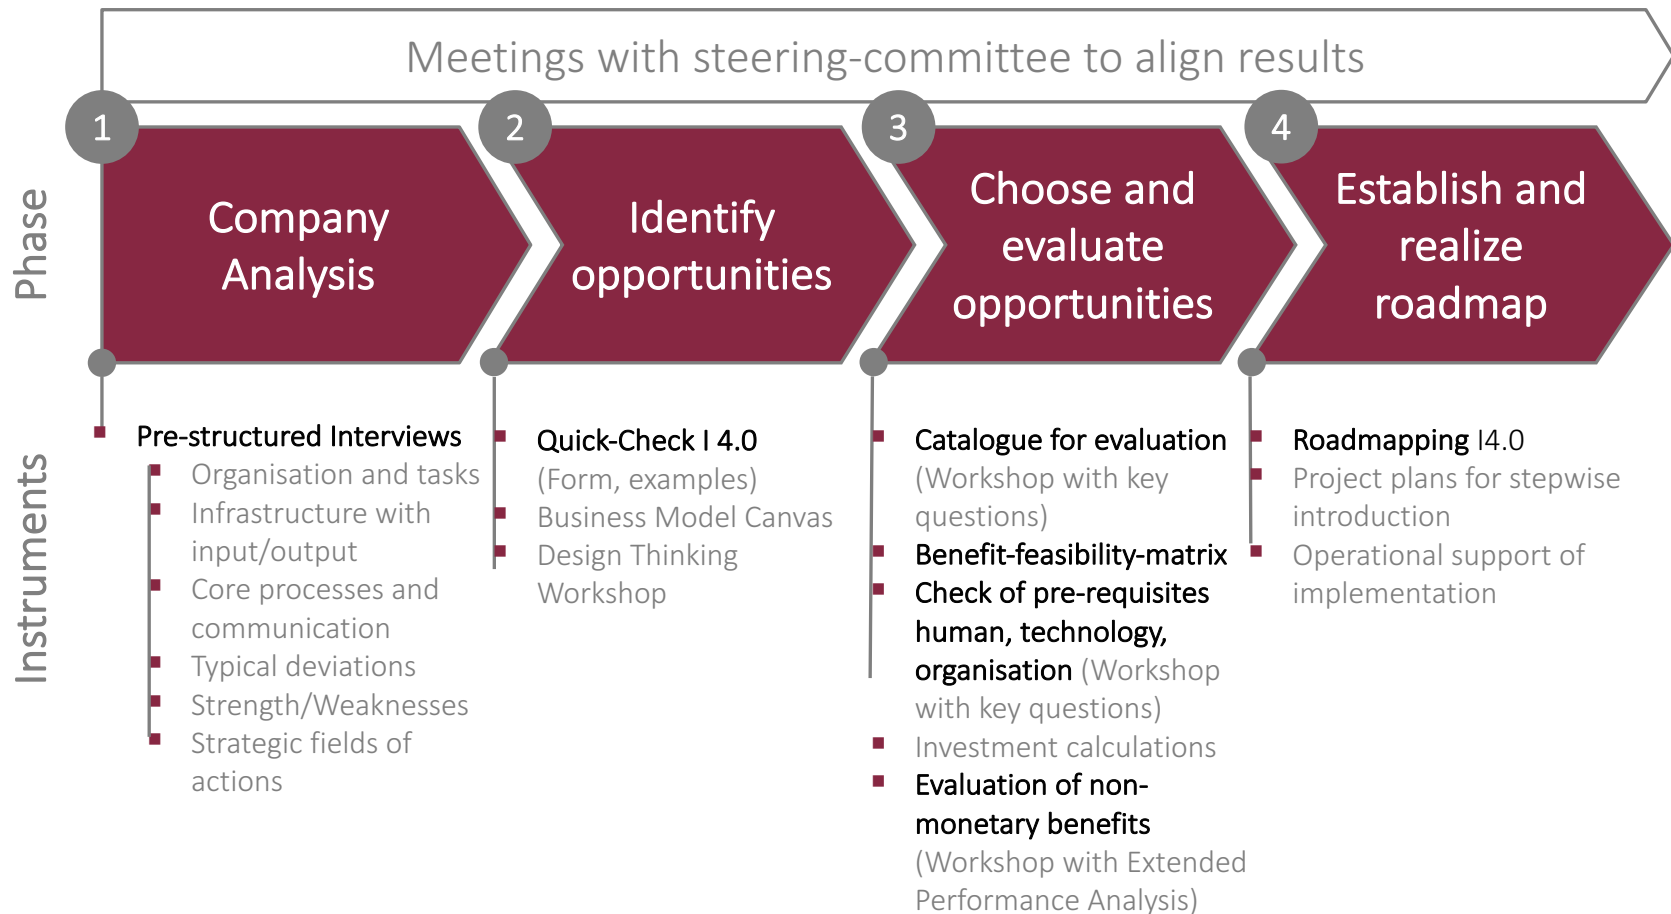 Meetings with steering-committee to align results
Phase
1
Company
Analysis
2
Identify
opportunities
3
Choose and
evaluate
opportunities
4
Establish and
realize
roadmap
Instruments
Pre-structured Interviews
Organisation and tasks
Infrastructure with
input/output
Core processes and
communication
Typical deviations
Strength/Weaknesses
Strategic fields of
actions
Quick-Check I 4.0
(Form, examples)
Business Model Canvas
Design Thinking
Workshop
Catalogue for evaluation
(Workshop with key
questions)
Benefit-feasibility-matrix
Check of pre-requisites
human, technology,
organisation (Workshop
with key questions)
Investment calculations
Evaluation of non-
monetary benefits
(Workshop with Extended
Performance Analysis)
Roadmapping I4.0
Project plans for stepwise
introduction
Operational support of
implementation